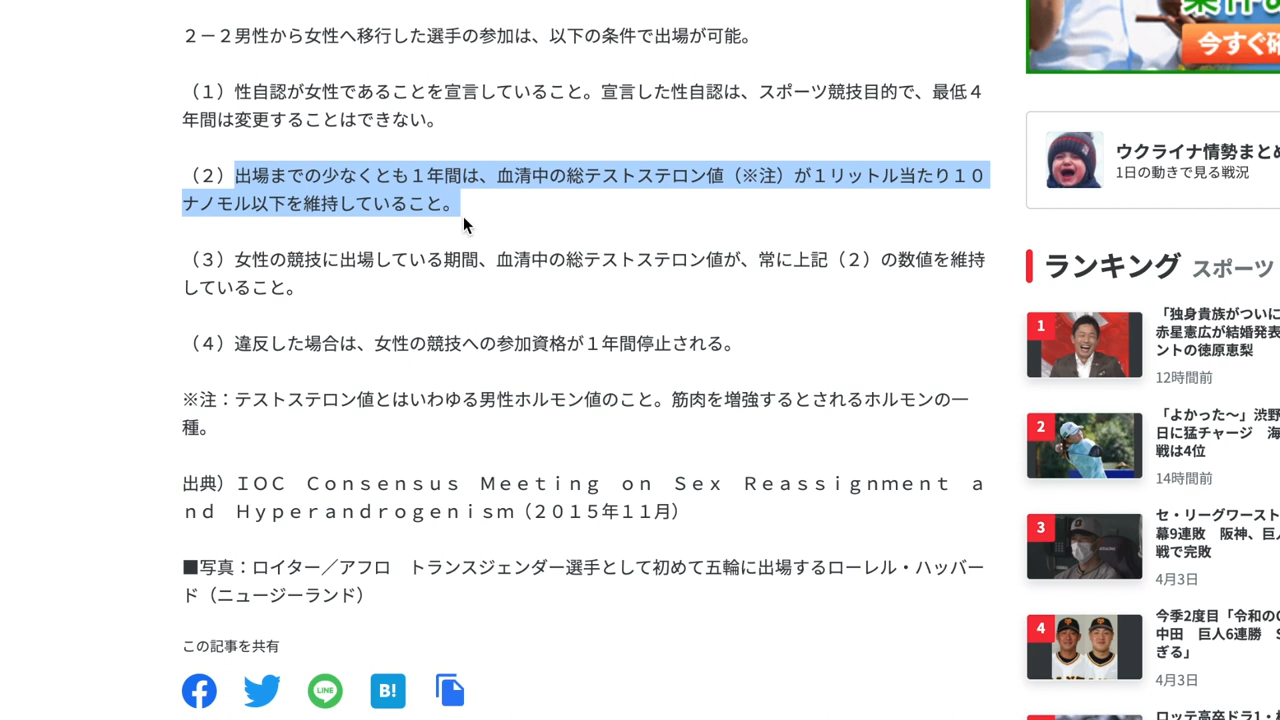 ２－２男性から女性へ移行した選手の参加は、以下の条件で出場が可能。
（１）性自認が女性であることを宣言していること。宣言した性自認は、スポーツ競技目的で、最低４
年間は変更することはできない。
（２）出場までの少なくとも１年間は、血清中の総テストステロン値（※注）が１リットル当たり１０
ナノモル以下を維持していること。
（３）女性の競技に出場している期間、血清中の総テストステロン値が、常に上記（２）の数値を維持
していること。
（４）違反した場合は、女性の競技への参加資格が１年間停止される。
※注：テストステロン値とはいわゆる男性ホルモン値のこと。筋肉を増強するとされるホルモンの一
種。
出典）ＩＯＣ　Ｃｏｎｓｅｎｓｕｓ　Ｍｅｅｔｉｎｇ　ｏｎ　Ｓｅｘ　Ｒｅａｓｓｉｇｎｍｅｎｔ　ａ
ｎｄ　Ｈｙｐｅｒａｎｄｒｏｇｅｎｉｓｍ（２０１５年１１月）
■写真：ロイター／アフロ　トランスジェンダー選手として初めて五輪に出場するローレル・ハッバー
ド（ニュージーランド）
この記事を共有
LINE
B!
今すぐ
ウクライナ情勢まとめ
1日の動きで見る戦況
ランキング スポーツ
1
「独身貴族がついに
赤星憲広が結婚発表
ントの徳原恵梨
12時間前
2
「よかった〜」渋野
日に猛チャージ　海
戦は4位
14時間前
3
セ・リーグワースト
幕9連敗　阪神、巨人
戦で完敗
4月3日
4
今季2度目「令和の
中田　巨人6連勝
ぎる」
4月3日
ロッテ高卒ドラ1・